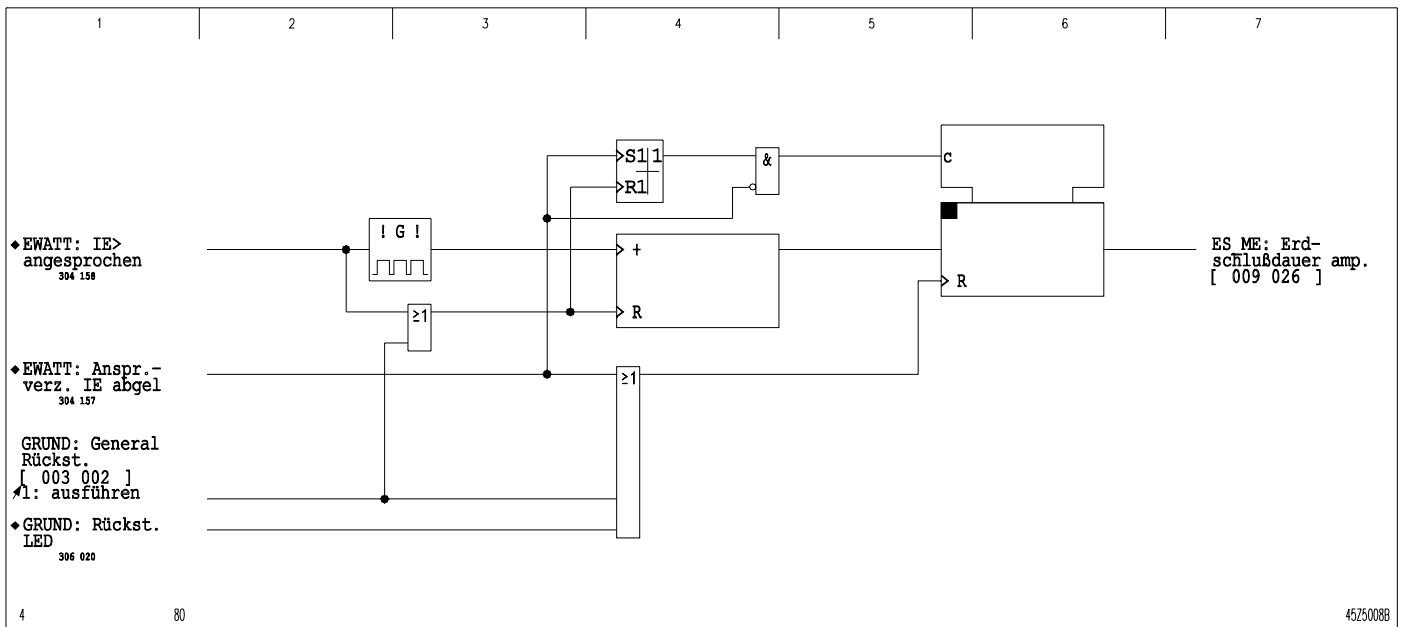 1 2 3 4 5 6 7
S1 1
R1
&
c
! G !
+
R
R
≥1
≥1
◆EWATT: IE>
angesprochen
304 158
◆EWATT: Anspr.-
verz. IE abgel
304 157
GRUND: General
Rückst.
[ 003 002 ]
1: ausführen
◆GRUND: Rückst.
LED
306 020
ES ME: Erd-
schlußdauer amp.
[ 009 026 ]
4 80 45Z5008B